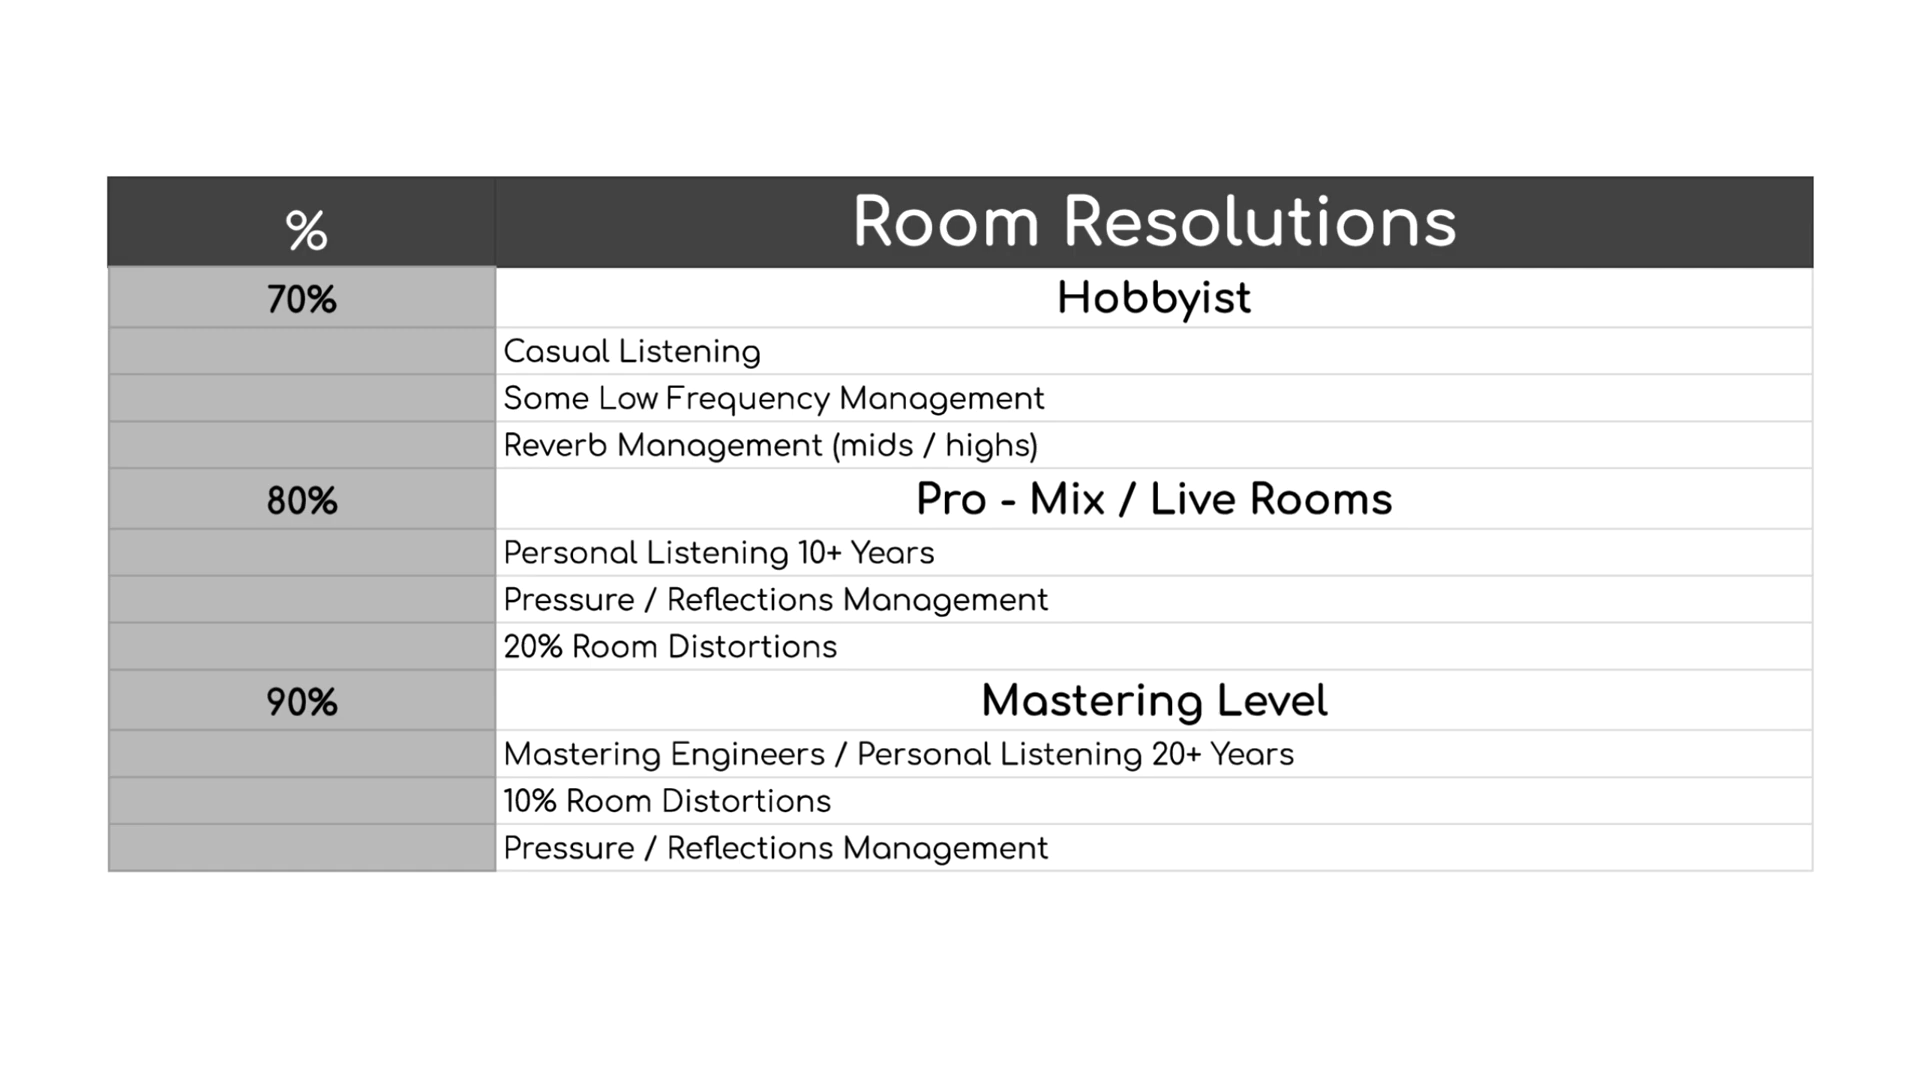 % Room Resolutions
70% Hobbyist
Casual Listening
Some Low Frequency Management
Reverb Management (mids / highs)
80% Pro - Mix / Live Rooms
Personal Listening 10+ Years
Pressure / Reflections Management
20% Room Distortions
90% Mastering Level
Mastering Engineers / Personal Listening 20+ Years
10% Room Distortions
Pressure / Reflections Management